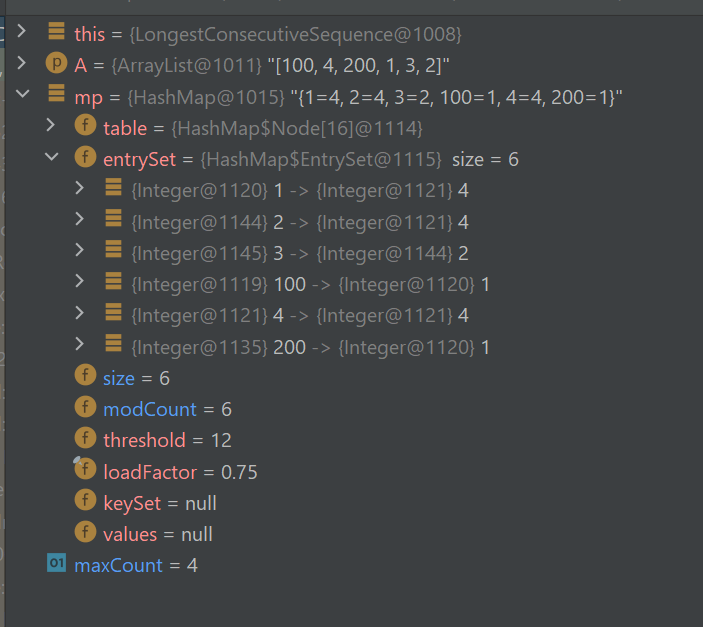 this = {LongestConsecutiveSequence@1008}
p A = {ArrayList@1011} "[100, 4, 200, 1, 3, 2]"
mp = {HashMap@1015} "{1=4, 2=4, 3=2, 100=1, 4=4, 200=1}"
f table = {HashMap$Node[16]@1114}
f entrySet = {HashMap$EntrySet@1115} size = 6
{Integer@1120} 1 -> {Integer@1121} 4
{Integer@1144} 2 -> {Integer@1121} 4
{Integer@1145} 3 -> {Integer@1144} 2
{Integer@1119} 100 -> {Integer@1120} 1
{Integer@1121} 4 -> {Integer@1121} 4
{Integer@1135} 200 -> {Integer@1120} 1
f size = 6
f modCount = 6
f threshold = 12
f loadFactor = 0.75
f keySet = null
f values = null
01 maxCount = 4